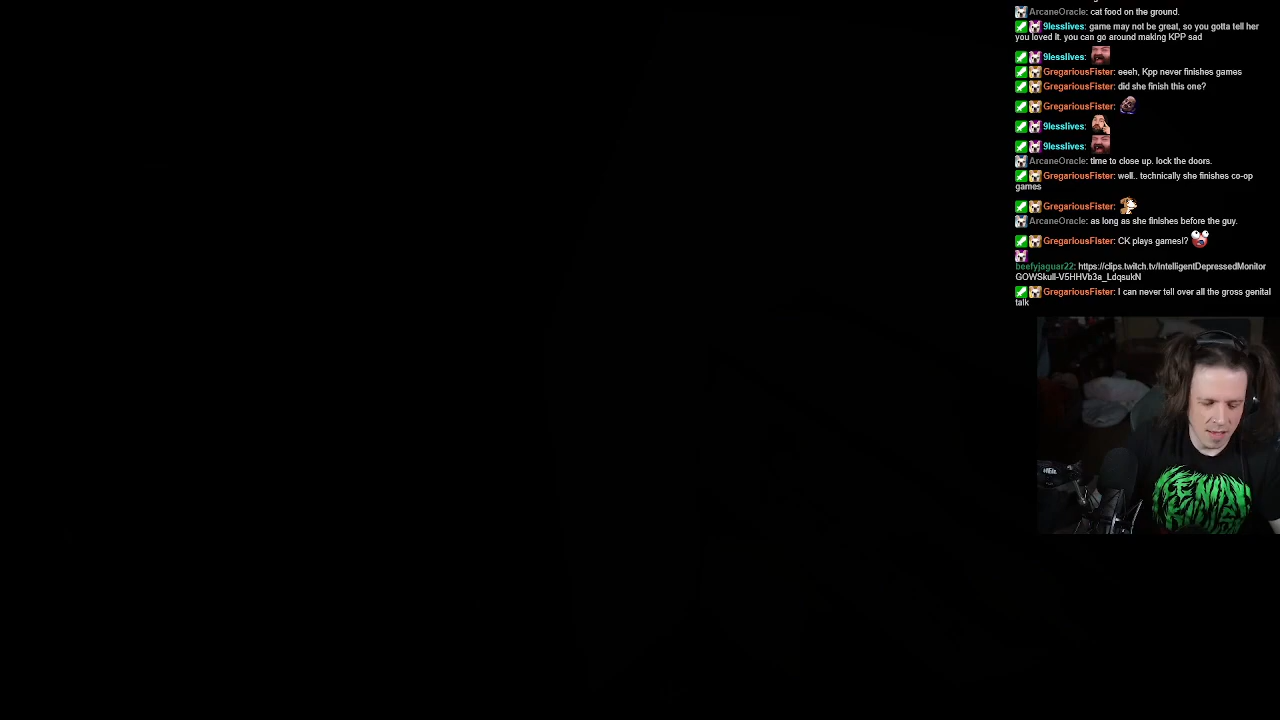 ArcaneOracle: cat food on the ground.
9lesslives: game may not be great, so you gotta tell her
you loved it. you can go around making KPP sad
9lesslives:
GregariousFister: eeeh, Kpp never finishes games
GregariousFister: did she finish this one?
GregariousFister:
9lesslives:
9lesslives:
ArcaneOracle: time to close up. lock the doors.
GregariousFister: well.. technically she finishes co-op
games
GregariousFister:
ArcaneOracle: as long as she finishes before the guy.
GregariousFister: CK plays games!?
beefyjaguar22: https://clips.twitch.tv/IntelligentDepressedMonitor
GOWSkull-V5HHVb3a_LdqsukN
GregariousFister: I can never tell over all the gross genital
talk